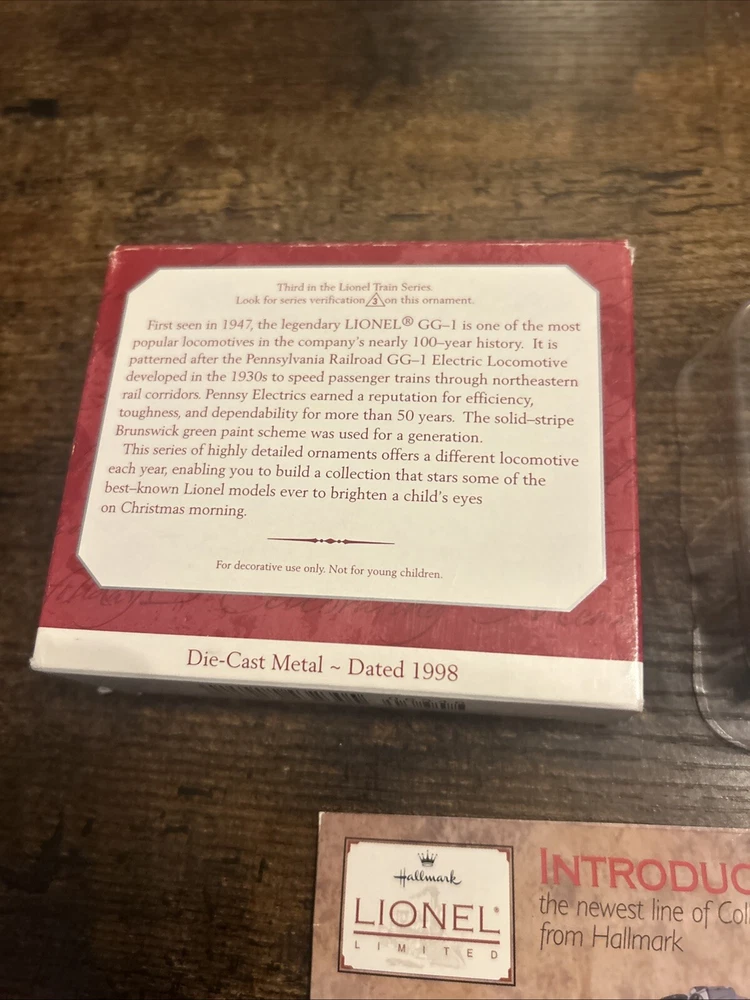 Third in the Lionel Train Series.
Look for series verification 3 on this ornament.
First seen in 1947, the legendary LIONEL® GG–1 is one of the most
popular locomotives in the company's nearly 100–year history. It is
patterned after the Pennsylvania Railroad GG–1 Electric Locomotive
developed in the 1930s to speed passenger trains through northeastern
rail corridors. Pennsy Electrics earned a reputation for efficiency,
toughness, and dependability for more than 50 years. The solid–stripe
Brunswick green paint scheme was used for a generation.
This series of highly detailed ornaments offers a different locomotive
each year, enabling you to build a collection that stars some of the
best–known Lionel models ever to brighten a child's eyes
on Christmas morning.
For decorative use only. Not for young children.
Die-Cast Metal ~ Dated 1998
Hallmark
LIONEL®
LIMITED
INTRODUC
the newest line of Col
from Hallmark